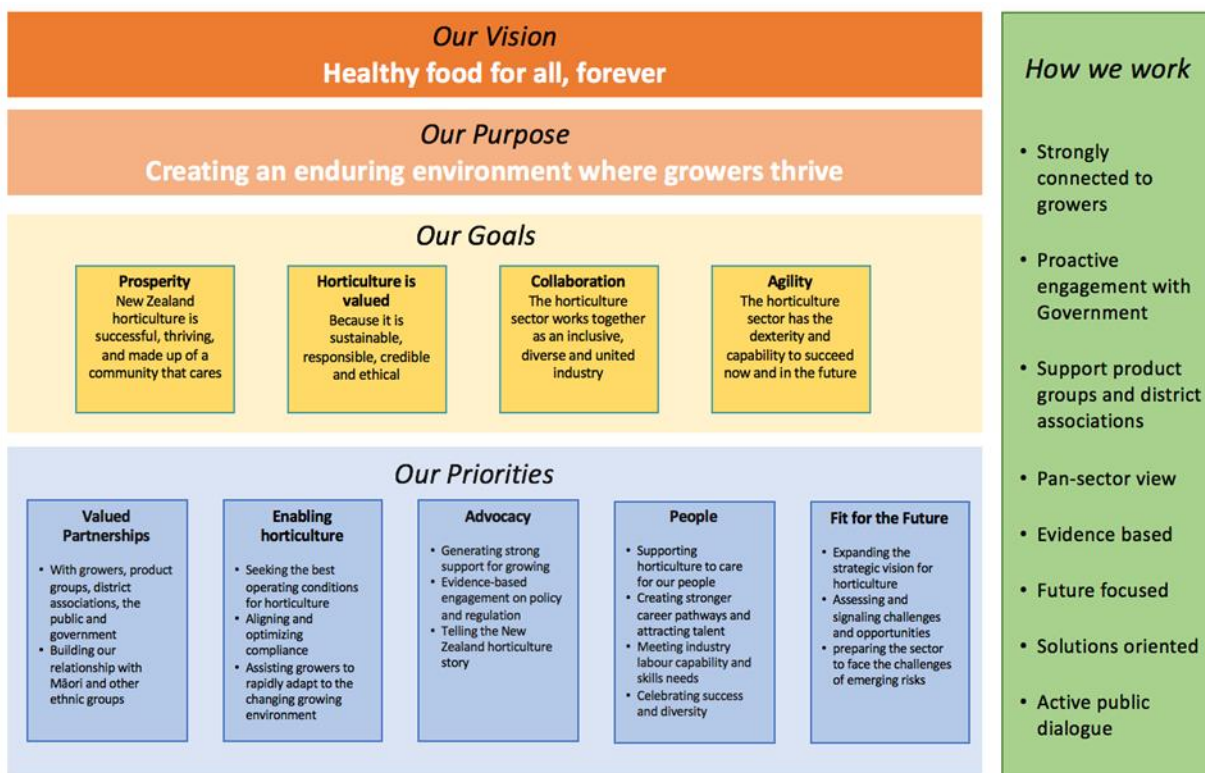 Our Vision
Healthy food for all, forever
Our Purpose
Creating an enduring environment where growers thrive
Our Goals
Prosperity
New Zealand
horticulture is
successful, thriving,
and made up of a
community that cares
Horticulture is
valued
Because it is
sustainable,
responsible, credible
and ethical
Collaboration
The horticulture
sector works together
as an inclusive,
diverse and united
industry
Agility
The horticulture
sector has the
dexterity and
capability to succeed
now and in the future
Our Priorities
Valued
Partnerships
• With growers, product
groups, district
associations, the
public and
government
• Building our
relationship with
Māori and other
ethnic groups
Enabling
horticulture
• Seeking the best
operating conditions
for horticulture
• Aligning and
optimizing
compliance
• Assisting growers to
rapidly adapt to the
changing growing
environment
Advocacy
• Generating strong
support for growing
• Evidence-based
engagement on policy
and regulation
• Telling the New
Zealand horticulture
story
People
• Supporting
horticulture to care
for our people
• Creating stronger
career pathways and
attracting talent
• Meeting industry
labour capability and
skills needs
• Celebrating success
and diversity
Fit for the Future
• Expanding the
strategic vision for
horticulture
• Assessing and
signaling challenges
and opportunities
• preparing the sector
to face the challenges
of emerging risks
How we work
• Strongly
connected to
growers
• Proactive
engagement with
Government
• Support product
groups and district
associations
• Pan-sector view
• Evidence based
• Future focused
• Solutions oriented
• Active public
dialogue